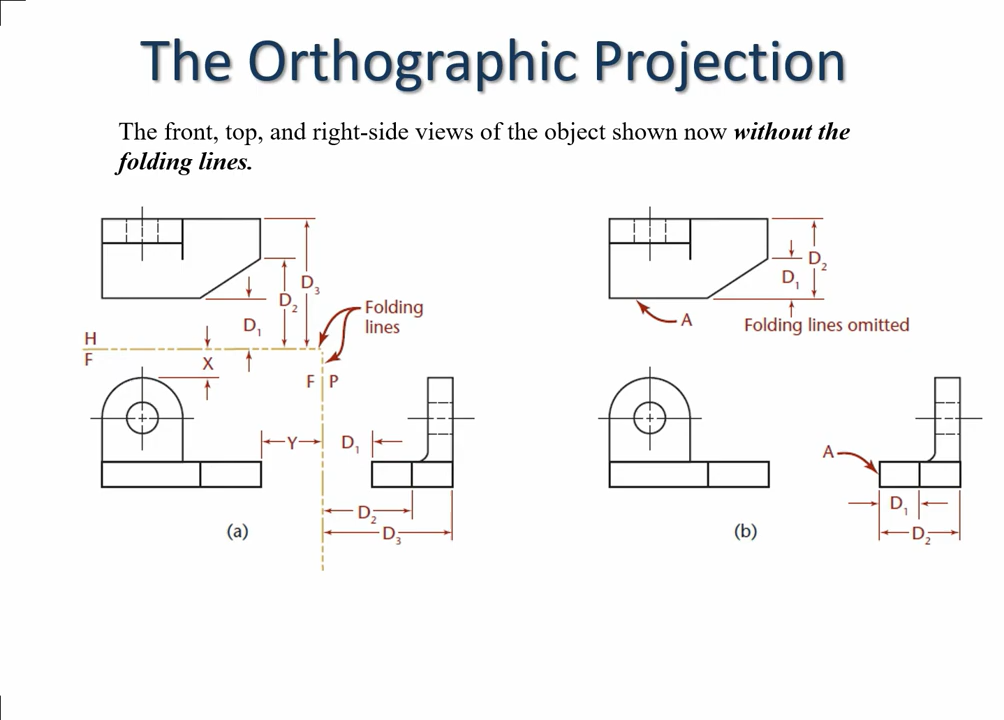 The Orthographic Projection
The front, top, and right-side views of the object shown now without the
folding lines.
D3
D2
D1
Folding
lines
H
F
X
F P
Y
D1
D2
D3
(a)
D2
D1
A
Folding lines omitted
A
D1
D2
(b)